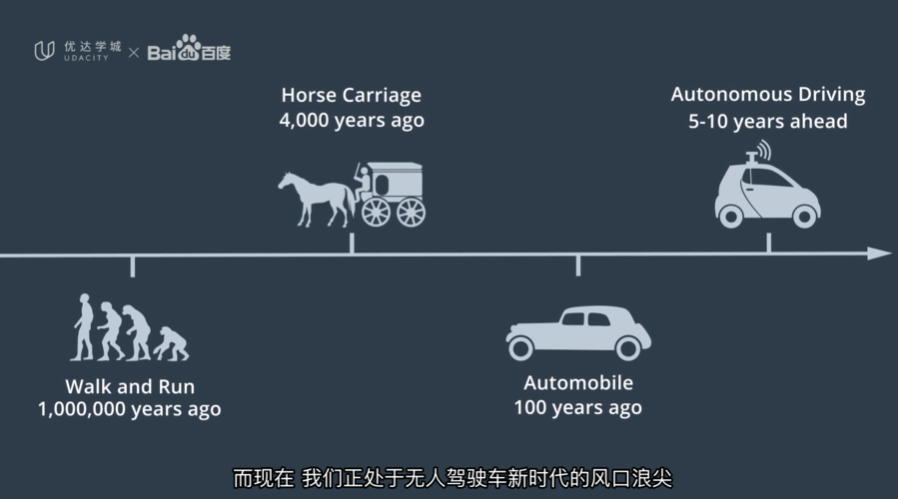 优达学城
UDACITY
×
Baidu百度
Horse Carriage
4,000 years ago
Autonomous Driving
5-10 years ahead
Walk and Run
1,000,000 years ago
Automobile
100 years ago
而现在 我们正处于无人驾驶车新时代的风口浪尖